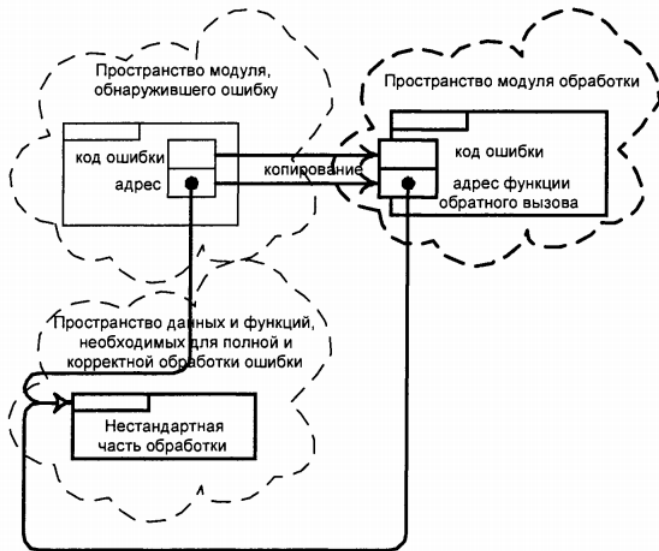 Пространство модуля,
обнаружившего ошибку
Пространство модуля обработки
код ошибки
адрес
копирование
код ошибки
адрес функции
обратного вызова
Пространство данных и функций,
необходимых для полной и
корректной обработки ошибки
Нестандартная
часть обработки